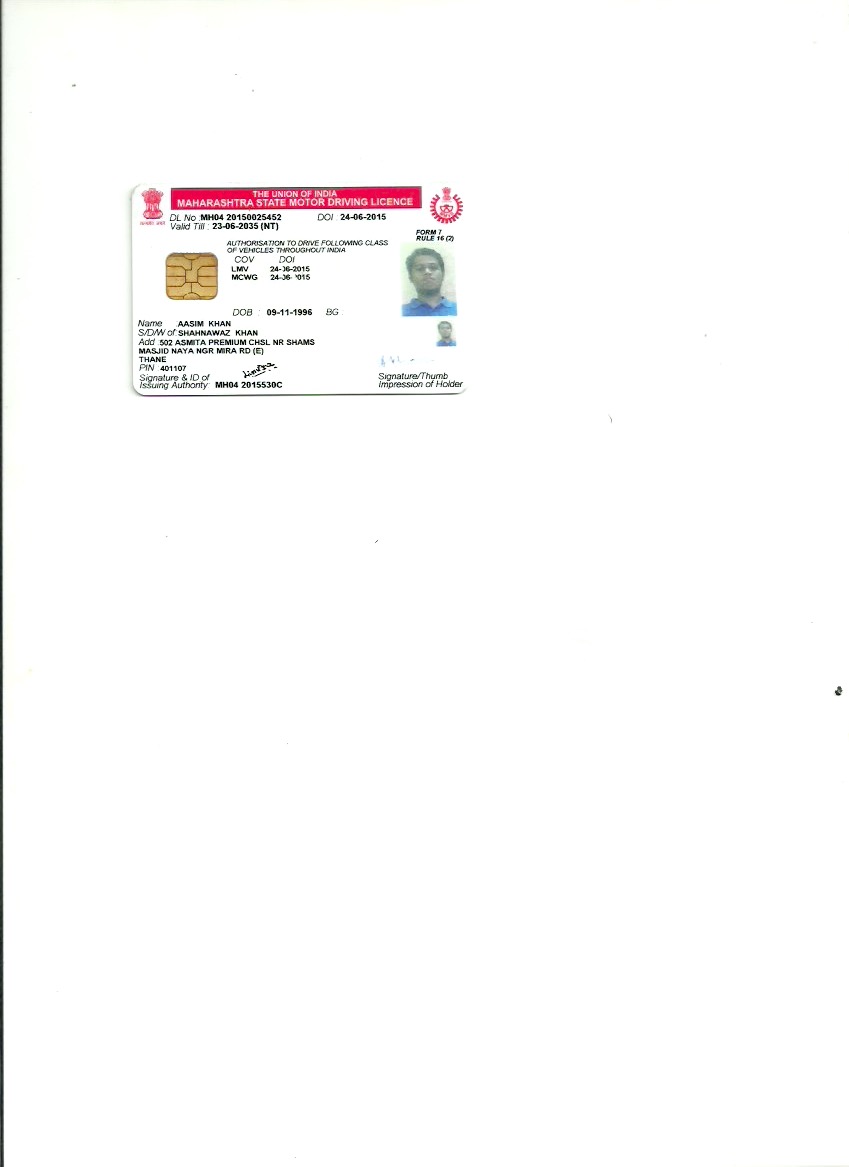 THE UNION OF INDIA
MAHARASHTRA STATE MOTOR DRIVING LICENCE
DL No :MH04 20150025452 DOI : 24-06-2015
Valid Till : 23-06-2035 (NT)
FORM 7
RULE 16 (2)
AUTHORISATION TO DRIVE FOLLOWING CLASS
OF VEHICLES THROUGHOUT INDIA
COV DOI
LMV 24-06-2015
MCWG 24-06-2015
DOB : 09-11-1996 BG :
Name :AASIM KHAN
S/D/W of :SHAHNAWAZ KHAN
Add :502 ASMITA PREMIUM CHSL NR SHAMS
MASJID NAYA NGR MIRA RD (E)
THANE
PIN 401107
Signature & ID of
Issuing Authority MH04 2015530C
Signature/Thumb
Impression of Holder